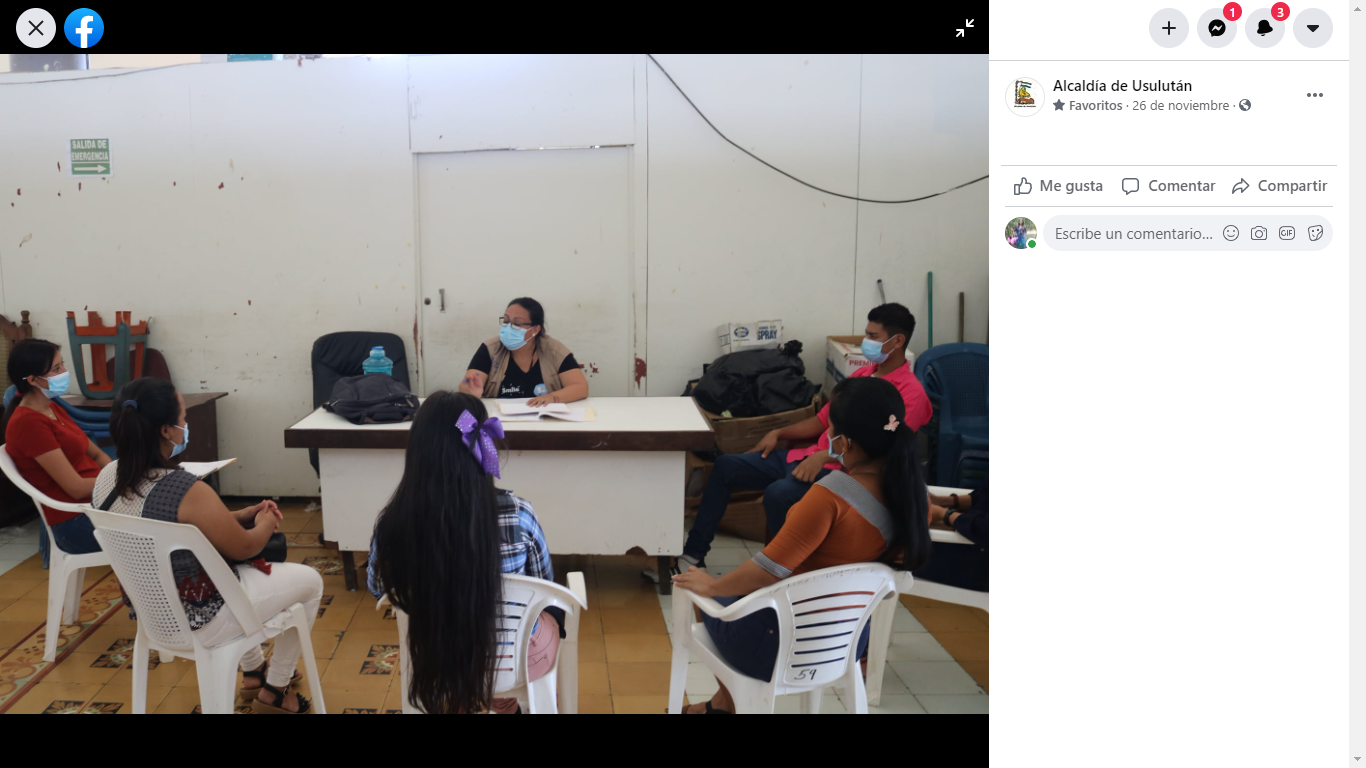 1
3
Alcaldía de Usulután
Favoritos · 26 de noviembre ·
Me gusta
Comentar
Compartir
Escribe un comentario...
GIF
SALIDA DE
EMERGENCIA
SPRAY
PREMI
59